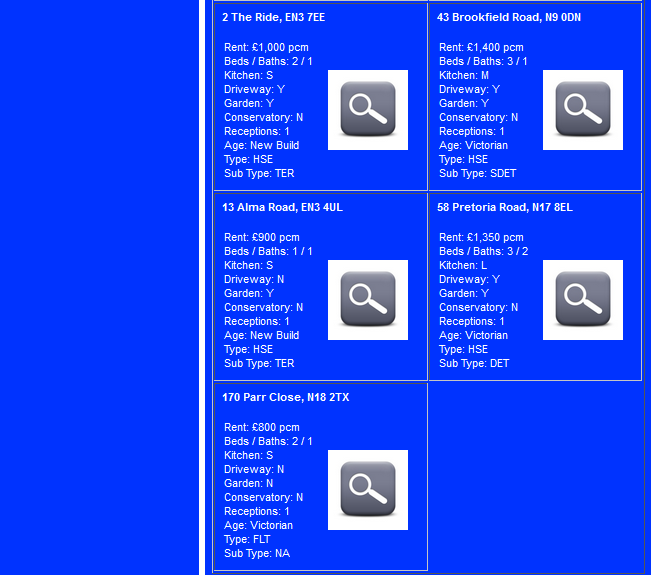 2 The Ride, EN3 7EE
Rent: £1,000 pcm
Beds / Baths: 2 / 1
Kitchen: S
Driveway: Y
Garden: Y
Conservatory: N
Receptions: 1
Age: New Build
Type: HSE
Sub Type: TER
43 Brookfield Road, N9 0DN
Rent: £1,400 pcm
Beds / Baths: 3 / 1
Kitchen: M
Driveway: Y
Garden: Y
Conservatory: N
Receptions: 1
Age: Victorian
Type: HSE
Sub Type: SDET
13 Alma Road, EN3 4UL
Rent: £900 pcm
Beds / Baths: 1 / 1
Kitchen: S
Driveway: N
Garden: Y
Conservatory: N
Receptions: 1
Age: New Build
Type: HSE
Sub Type: TER
58 Pretoria Road, N17 8EL
Rent: £1,350 pcm
Beds / Baths: 3 / 2
Kitchen: L
Driveway: Y
Garden: Y
Conservatory: N
Receptions: 1
Age: Victorian
Type: HSE
Sub Type: DET
170 Parr Close, N18 2TX
Rent: £800 pcm
Beds / Baths: 2 / 1
Kitchen: S
Driveway: N
Garden: N
Conservatory: N
Receptions: 1
Age: Victorian
Type: FLT
Sub Type: NA